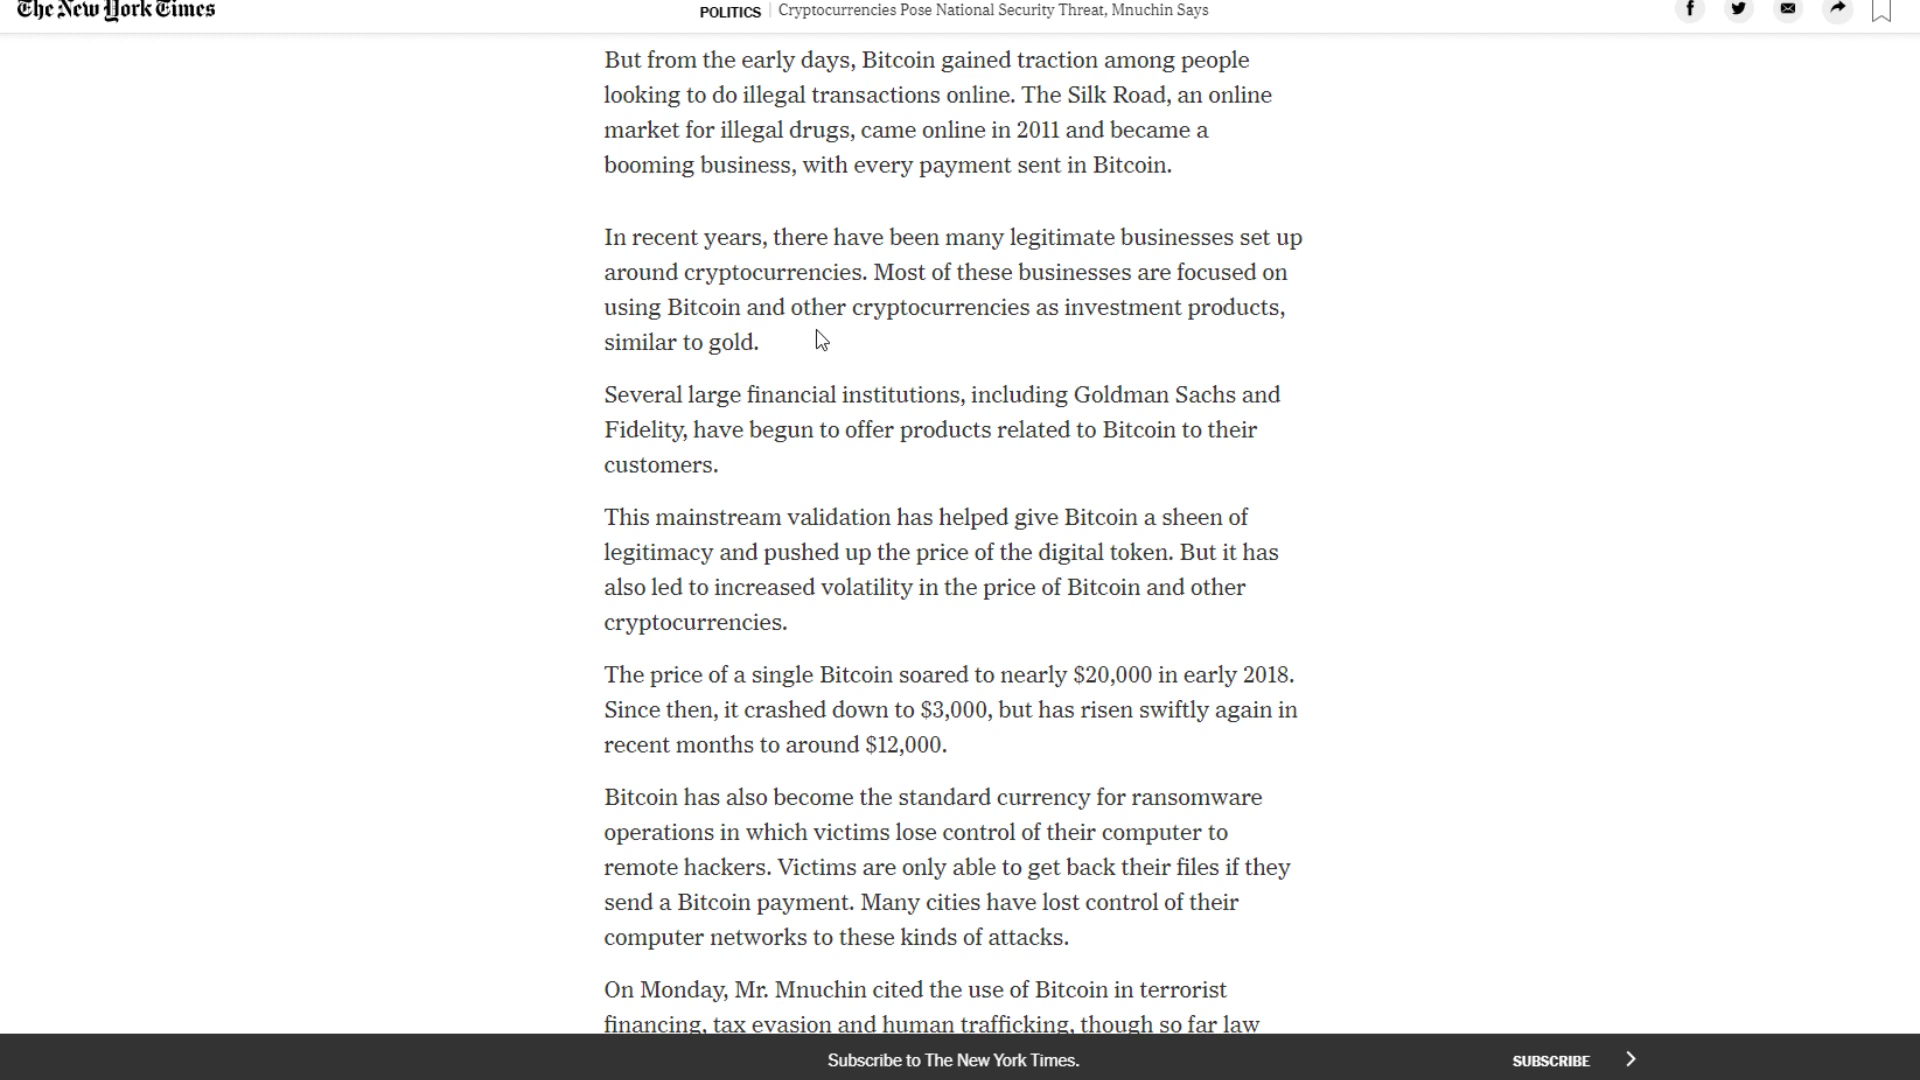 The New York Times
POLITICS | Cryptocurrencies Pose National Security Threat, Mnuchin Says
But from the early days, Bitcoin gained traction among people
looking to do illegal transactions online. The Silk Road, an online
market for illegal drugs, came online in 2011 and became a
booming business, with every payment sent in Bitcoin.
In recent years, there have been many legitimate businesses set up
around cryptocurrencies. Most of these businesses are focused on
using Bitcoin and other cryptocurrencies as investment products,
similar to gold.
Several large financial institutions, including Goldman Sachs and
Fidelity, have begun to offer products related to Bitcoin to their
customers.
This mainstream validation has helped give Bitcoin a sheen of
legitimacy and pushed up the price of the digital token. But it has
also led to increased volatility in the price of Bitcoin and other
cryptocurrencies.
The price of a single Bitcoin soared to nearly $20,000 in early 2018.
Since then, it crashed down to $3,000, but has risen swiftly again in
recent months to around $12,000.
Bitcoin has also become the standard currency for ransomware
operations in which victims lose control of their computer to
remote hackers. Victims are only able to get back their files if they
send a Bitcoin payment. Many cities have lost control of their
computer networks to these kinds of attacks.
On Monday, Mr. Mnuchin cited the use of Bitcoin in terrorist
financing, tax evasion and human trafficking, though so far law
Subscribe to The New York Times.
SUBSCRIBE